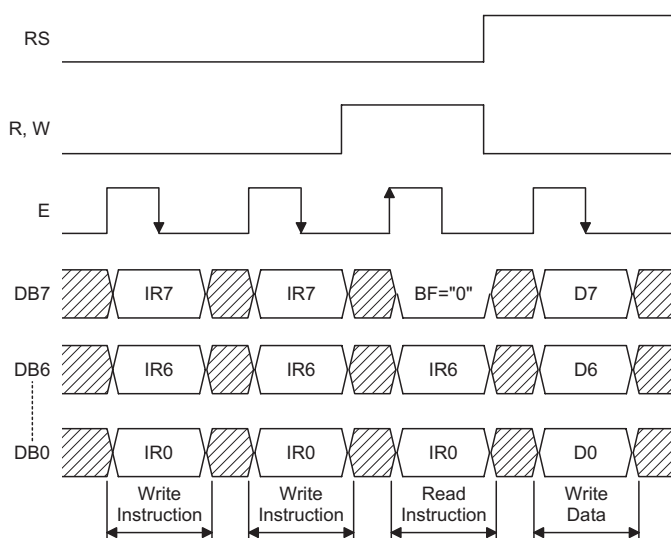 RS
R, W
E
DB7 IR7 IR7 BF="0" D7
DB6 IR6 IR6 IR6 D6
DB0 IR0 IR0 IR0 D0
Write Write Read Write
Instruction Instruction Instruction Data